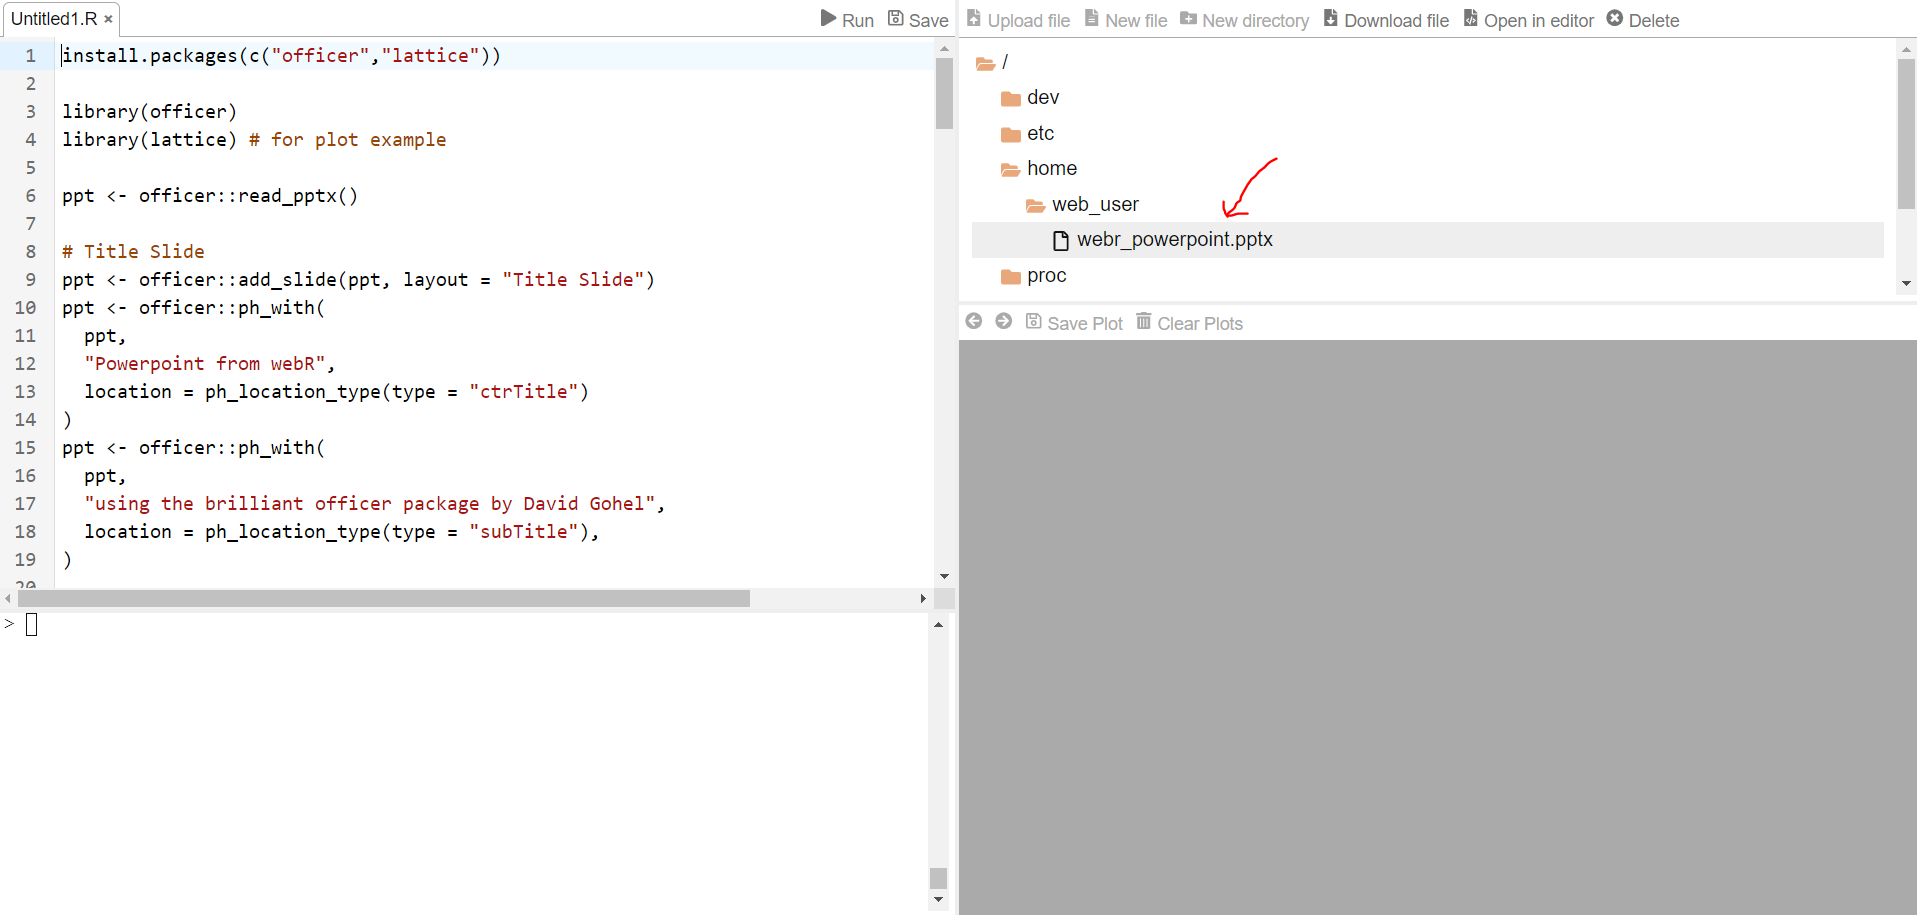 Untitled1.R ×
Run Save
1 install.packages(c("officer","lattice"))
2
3 library(officer)
4 library(lattice) # for plot example
5
6 ppt <- officer::read_pptx()
7
8 # Title Slide
9 ppt <- officer::add_slide(ppt, layout = "Title Slide")
10 ppt <- officer::ph_with(
11   ppt,
12   "Powerpoint from webR",
13   location = ph_location_type(type = "ctrTitle")
14 )
15 ppt <- officer::ph_with(
16   ppt,
17   "using the brilliant officer package by David Gohel",
18   location = ph_location_type(type = "subTitle"),
19 )
20
>
Upload file New file New directory Download file Open in editor Delete
/
dev
etc
home
web_user
webr_powerpoint.pptx
proc
Save Plot Clear Plots